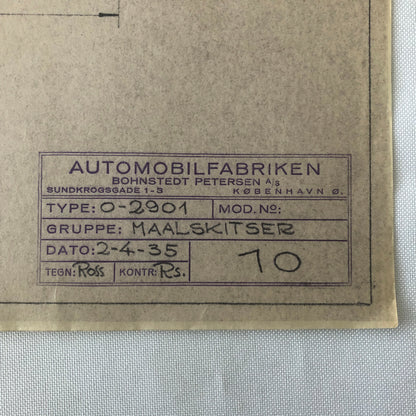 AUTOMOBILFABRIKEN
BOHNSTEDT PETERSEN A/S
SUNDKROGSGADE 1-3 KØBENHAVN Ø.
TYPE: O-2901 MOD. No:
GRUPPE: MAALSKITSER
DATO: 2-4-35
10
TEGN: Ross KONTR: Rs.